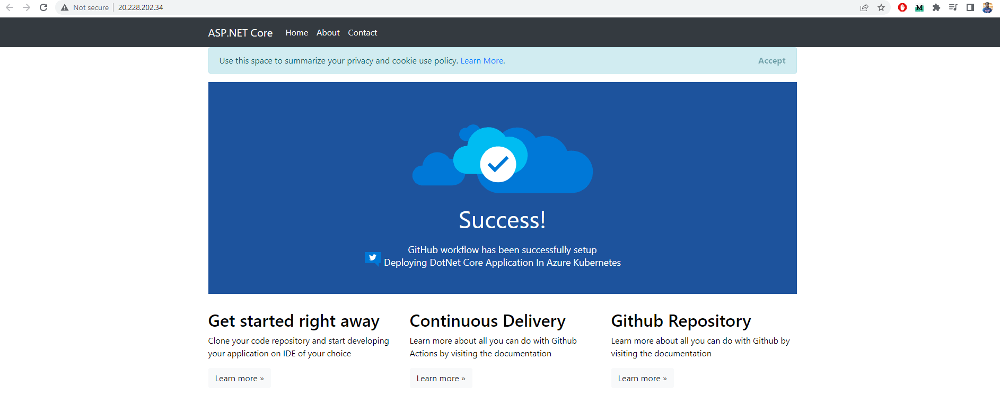 Not secure | 20.228.202.34
ASP.NET Core Home About Contact
Use this space to summarize your privacy and cookie use policy. Learn More. Accept
Success!
GitHub workflow has been successfully setup
Deploying DotNet Core Application In Azure Kubernetes
Get started right away
Clone your code repository and start developing
your application on IDE of your choice
Learn more »
Continuous Delivery
Learn more about all you can do with Github
Actions by visiting the documentation
Learn more »
Github Repository
Learn more about all you can do with Github by
visiting the documentation
Learn more »